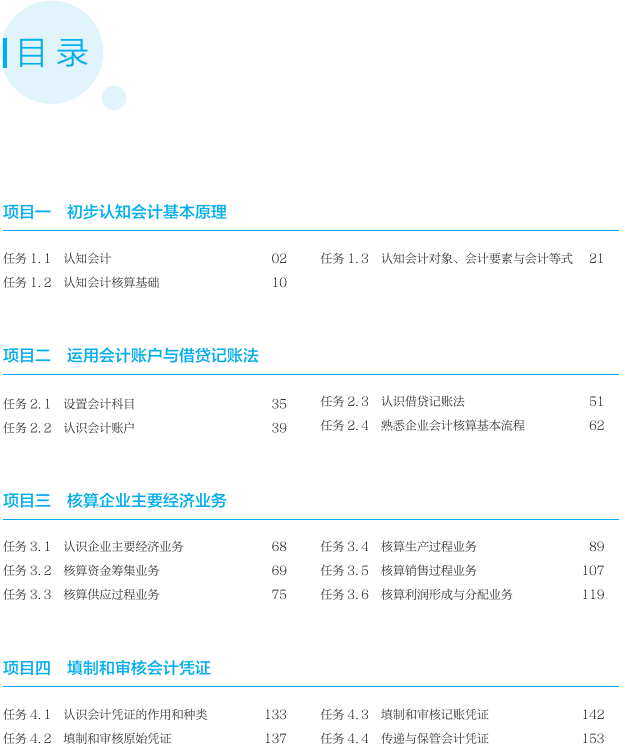 目录
项目一 初步认知会计基本原理
任务 1.1 认知会计 02
任务 1.2 认知会计核算基础 10
任务 1.3 认知会计对象、会计要素与会计等式 21
项目二 运用会计账户与借贷记账法
任务 2.1 设置会计科目 35
任务 2.2 认识会计账户 39
任务 2.3 认识借贷记账法 51
任务 2.4 熟悉企业会计核算基本流程 62
项目三 核算企业主要经济业务
任务 3.1 认识企业主要经济业务 68
任务 3.2 核算资金筹集业务 69
任务 3.3 核算供应过程业务 75
任务 3.4 核算生产过程业务 89
任务 3.5 核算销售过程业务 107
任务 3.6 核算利润形成与分配业务 119
项目四 填制和审核会计凭证
任务 4.1 认识会计凭证的作用和种类 133
任务 4.2 填制和审核原始凭证 137
任务 4.3 填制和审核记账凭证 142
任务 4.4 传递与保管会计凭证 153